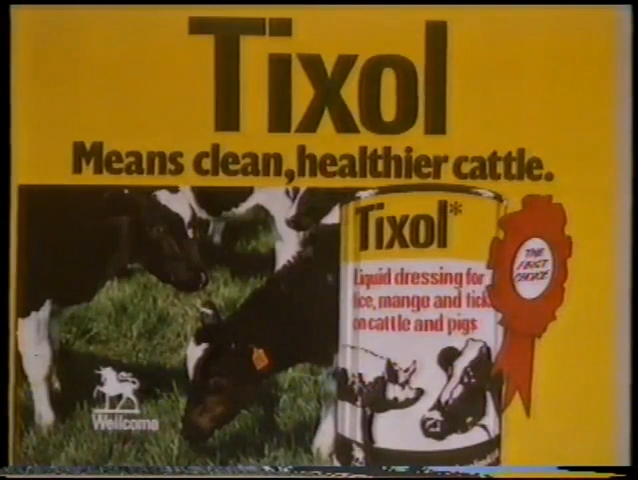 Tixol
Means clean, healthier cattle.
Tixol*
Liquid dressing for
lice, mange and ticks
on cattle and pigs
THE
FIRST
CHOICE
Wellcome